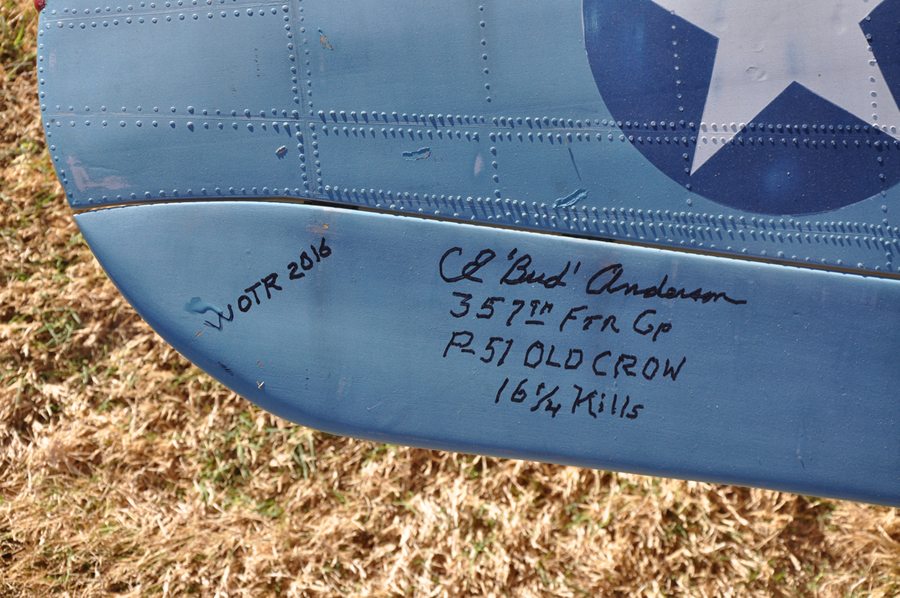 WOTR 2016
CE 'Bud' Anderson
357th FTR Gp
P-51 OLD CROW
16 1/4 Kills